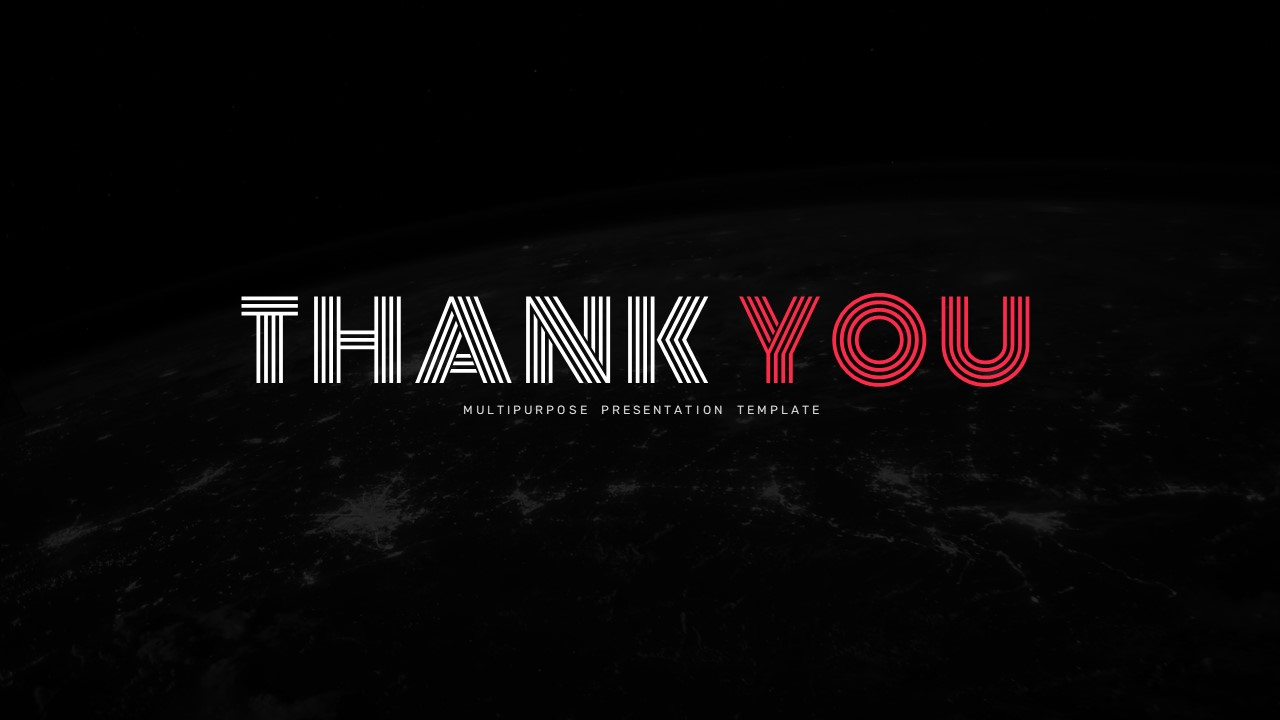 THANK YOU
MULTIPURPOSE PRESENTATION TEMPLATE